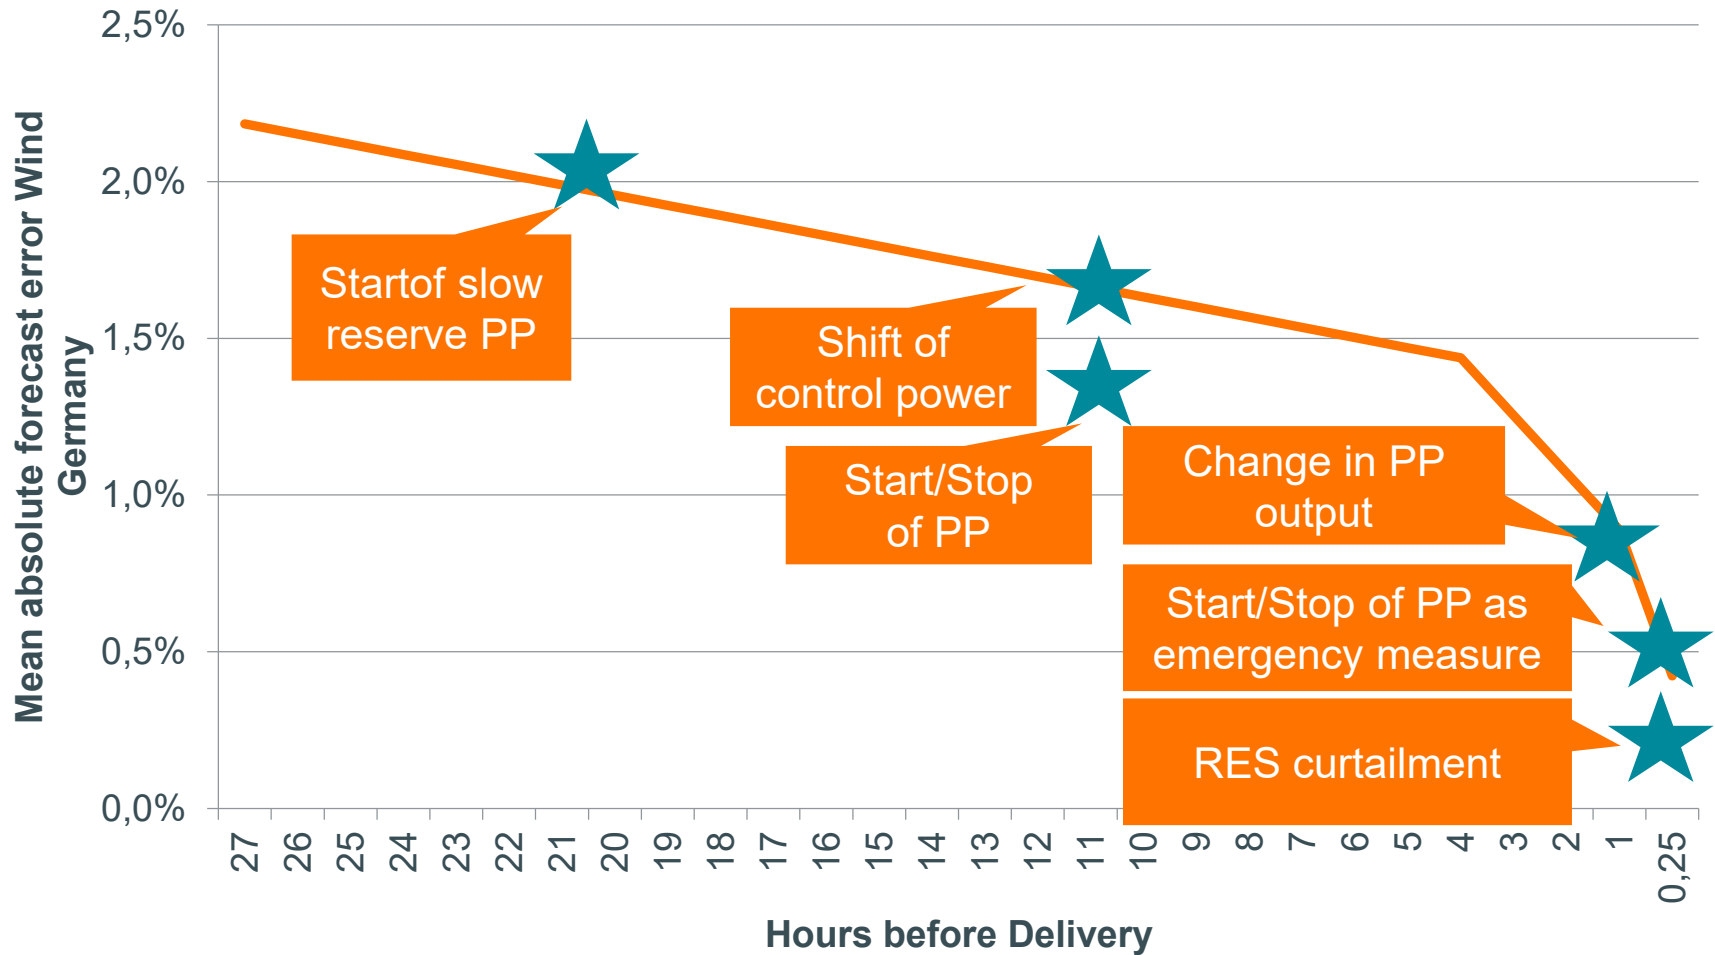 Mean absolute forecast error Wind
Germany
2,5%
2,0%
1,5%
1,0%
0,5%
0,0%
Startof slow
reserve PP
Shift of
control power
Start/Stop
of PP
Change in PP
output
Start/Stop of PP as
emergency measure
RES curtailment
27
26
25
24
23
22
21
20
19
18
17
16
15
14
13
12
11
10
9
8
7
6
5
4
3
2
1
0,25
Hours before Delivery